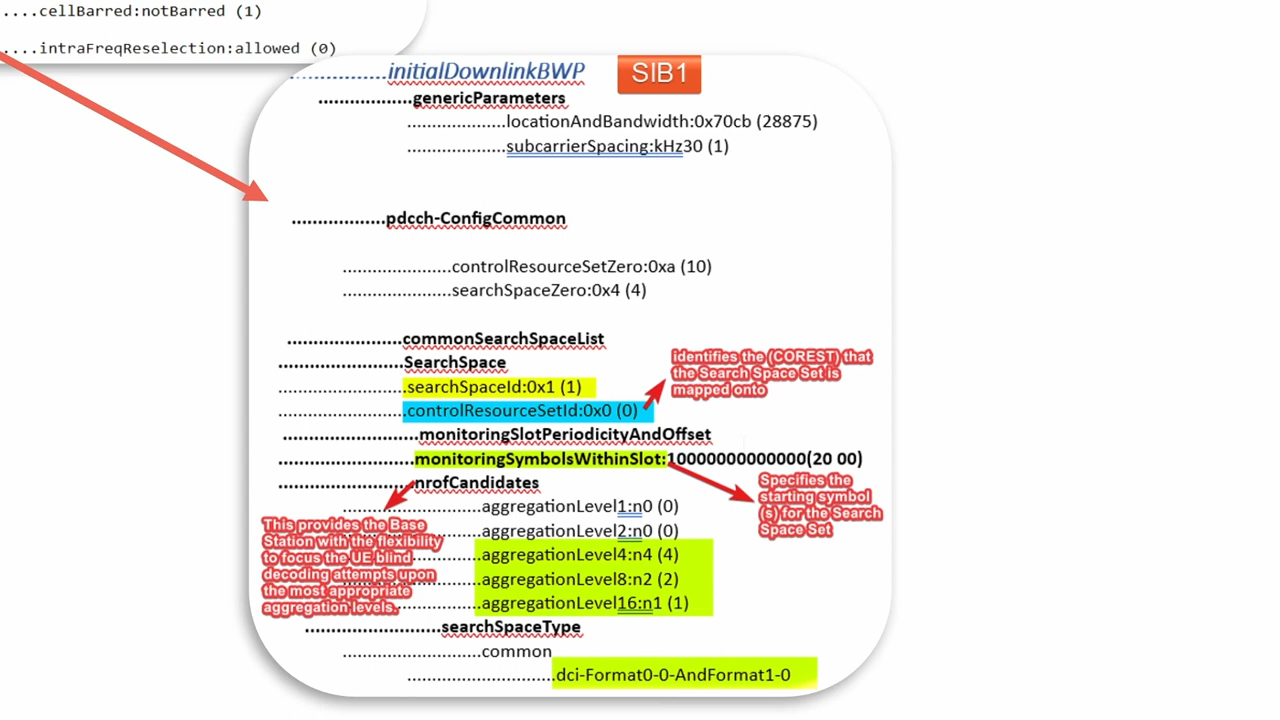 ....cellBarred:notBarred (1)
....intraFreqReselection:allowed (0)
...............initialDownlinkBWP
SIB1
...................genericParameters
....................locationAndBandwidth:0x70cb (28875)
....................subcarrierSpacing:kHz30 (1)
...................pdcch-ConfigCommon
......................controlResourceSetZero:0xa (10)
......................searchSpaceZero:0x4 (4)
.......................commonSearchSpaceList
.........................SearchSpace
.........................searchSpaceId:0x1 (1)
.........................controlResourceSetId:0x0 (0)
identifies the (COREST) that
the Search Space Set is
mapped onto
...........................monitoringSlotPeriodicityAndOffset
...........................monitoringSymbolsWithinSlot:10000000000000(20 00)
...........................nrofCandidates
Specifies the
starting symbol
(s) for the Search
Space Set
............................aggregationLevel1:n0 (0)
............................aggregationLevel2:n0 (0)
............................aggregationLevel4:n4 (4)
............................aggregationLevel8:n2 (2)
............................aggregationLevel16:n1 (1)
This provides the Base
Station with the flexibility
to focus the UE blind
decoding attempts upon
the most appropriate
aggregation levels.
...........................searchSpaceType
............................common
..............................dci-Format0-0-AndFormat1-0